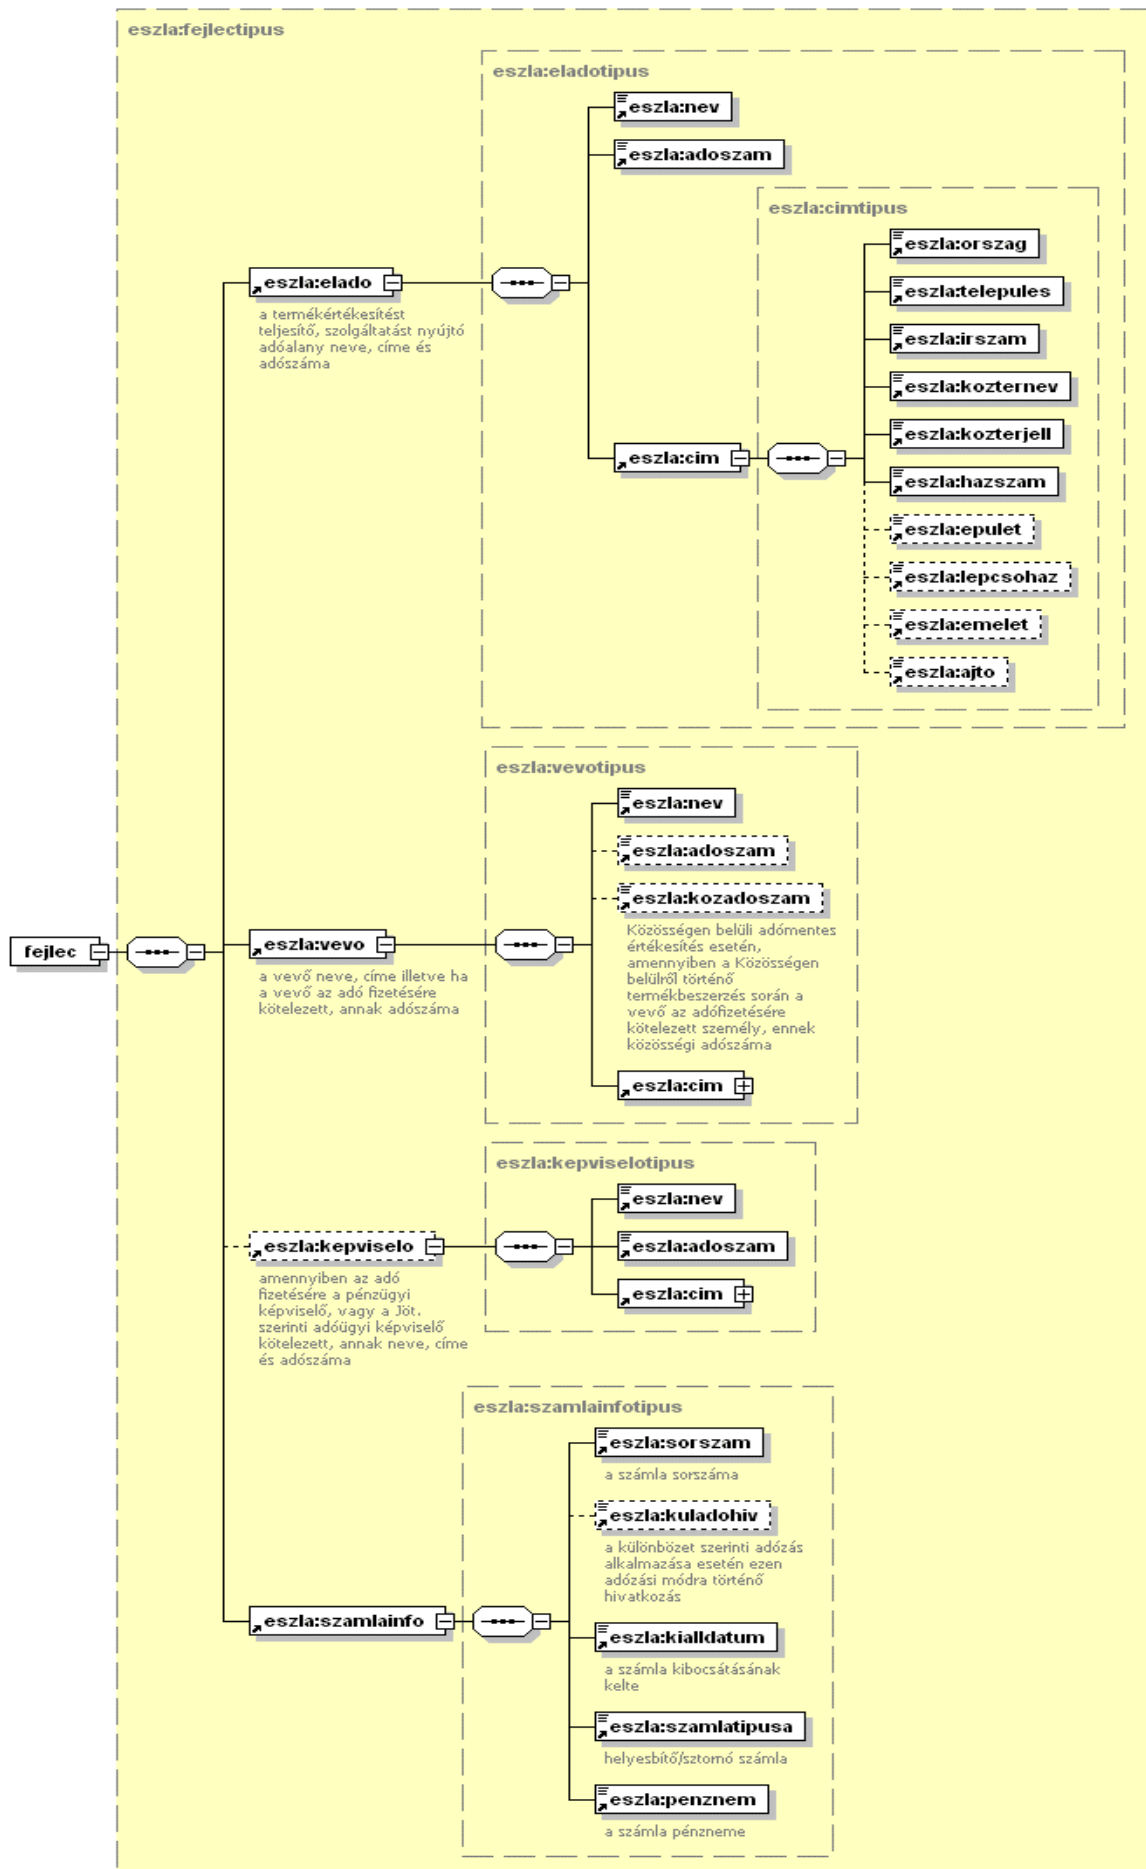 eszla:fejlectipus
eszla:eladotipus
eszla:nev
eszla:adoszam
eszla:cimtipus
eszla:orszag
eszla:telepules
eszla:irszam
eszla:kozternev
eszla:kozterjell
eszla:hazszam
eszla:epulet
eszla:lepcsohaz
eszla:emelet
eszla:ajto
eszla:cim
eszla:elado
a termékértékesítést
teljesítő, szolgáltatást nyújtó
adóalany neve, címe és
adószáma
eszla:vevotipus
eszla:nev
eszla:adoszam
eszla:kozadoszam
Közösségen belüli adómentes
értékesítés esetén,
amennyiben a Közösségen
belülről történő
termékbeszerzés során a
vevő az adófizetésére
kötelezett személy, ennek
közösségi adószáma
eszla:cim
fejlec
eszla:vevo
a vevő neve, címe illetve ha
a vevő az adó fizetésére
kötelezett, annak adószáma
eszla:kepviselotipus
eszla:nev
eszla:adoszam
eszla:cim
eszla:kepviselo
amennyiben az adó
fizetésére a pénzügyi
képviselő, vagy a Jöt.
szerinti adóügyi képviselő
kötelezett, annak neve, címe
és adószáma
eszla:szamlainfotipus
eszla:sorszam
a számla sorszáma
eszla:kuladohiv
a különbözet szerinti adózás
alkalmazása esetén ezen
adózási módra történő
hivatkozás
eszla:szamlainfo
eszla:kialldatum
a számla kibocsátásának
kelte
eszla:szamlatipusa
helyesbítő/sztornó számla
eszla:penznem
a számla pénzneme